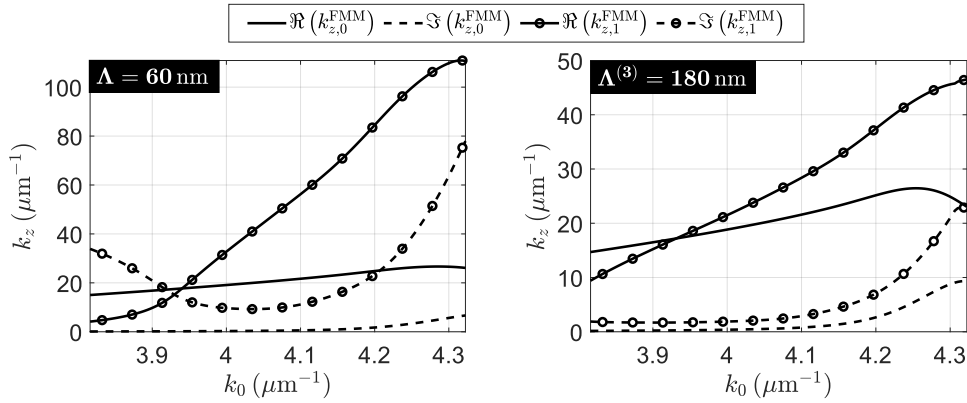 ℜ (k_{z,0}^{FMM}) ℑ (k_{z,0}^{FMM}) ℜ (k_{z,1}^{FMM}) ℑ (k_{z,1}^{FMM})
Λ = 60 nm
100
80
60
40
20
0
3.9 4 4.1 4.2 4.3
k_z (μm⁻¹)
k_0 (μm⁻¹)
Λ^{(3)} = 180 nm
50
40
30
20
10
0
3.9 4 4.1 4.2 4.3
k_z (μm⁻¹)
k_0 (μm⁻¹)